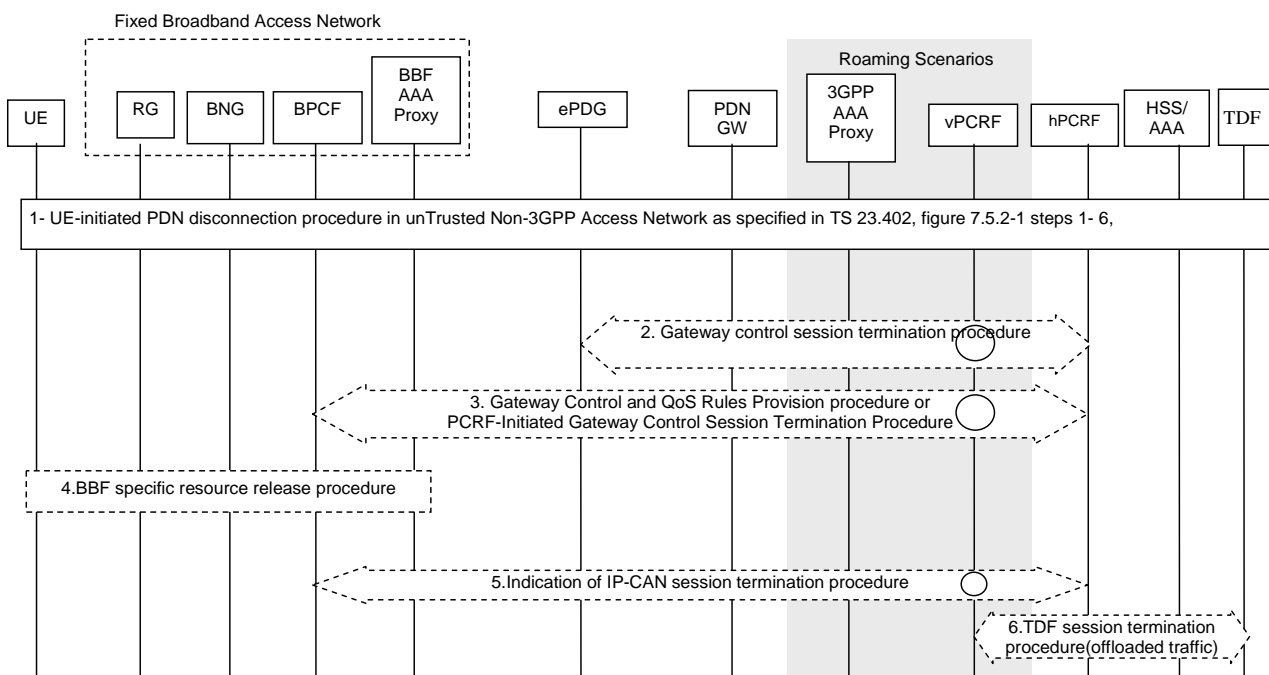 Fixed Broadband Access Network
Roaming Scenarios
UE
RG
BNG
BPCF
BBF
AAA
Proxy
ePDG
PDN
GW
3GPP
AAA
Proxy
vPCRF
hPCRF
HSS/
AAA
TDF
1- UE-initiated PDN disconnection procedure in unTrusted Non-3GPP Access Network as specified in TS 23.402, figure 7.5.2-1 steps 1- 6,
2. Gateway control session termination procedure
3. Gateway Control and QoS Rules Provision procedure or
PCRF-Initiated Gateway Control Session Termination Procedure
4.BBF specific resource release procedure
5.Indication of IP-CAN session termination procedure
6.TDF session termination
procedure(offloaded traffic)